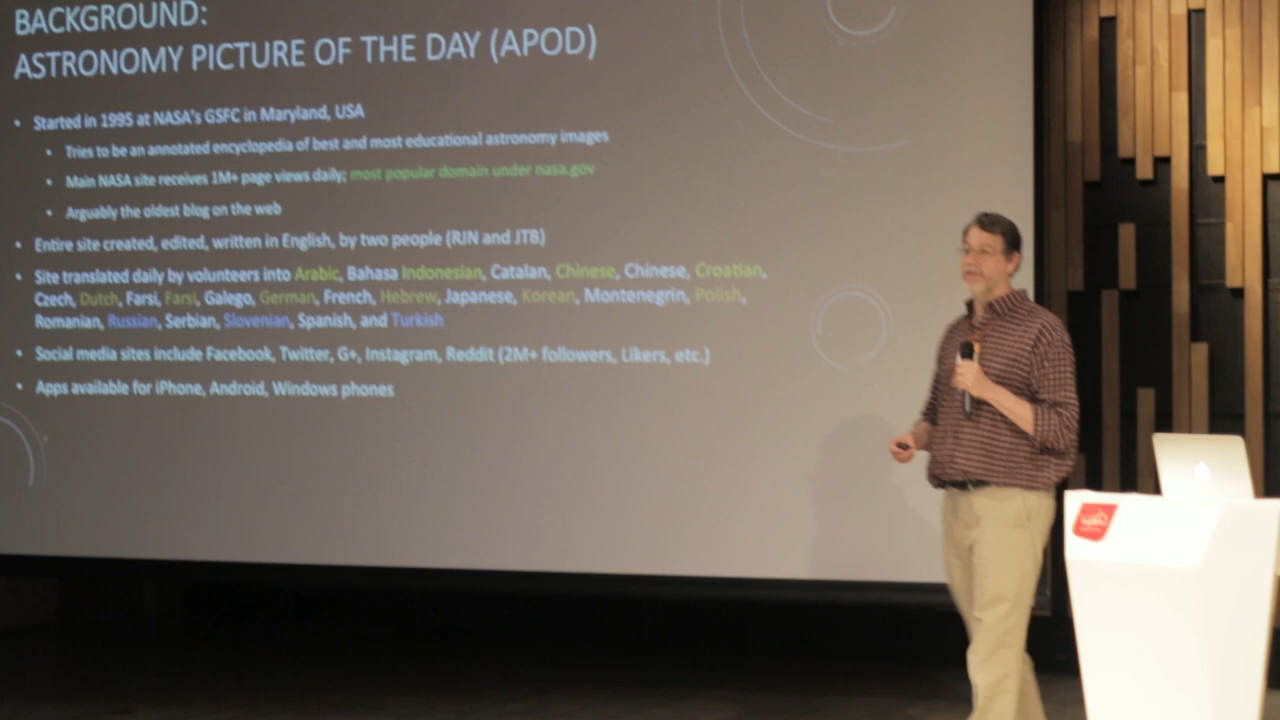 BACKGROUND:
ASTRONOMY PICTURE OF THE DAY (APOD)
• Started in 1995 at NASA's GSFC in Maryland, USA
• Tries to be an annotated encyclopedia of best and most educational astronomy images
• Main NASA site receives 1M+ page views daily; most popular domain under nasa.gov
• Arguably the oldest blog on the web
• Entire site created, edited, written in English, by two people (RJN and JTB)
• Site translated daily by volunteers into Arabic, Bahasa Indonesian, Catalan, Chinese, Chinese, Croatian,
Czech, Dutch, Farsi, Farsi, Galego, German, French, Hebrew, Japanese, Korean, Montenegrin, Polish,
Romanian, Russian, Serbian, Slovenian, Spanish, and Turkish
• Social media sites include Facebook, Twitter, G+, Instagram, Reddit (2M+ followers, Likers, etc.)
• Apps available for iPhone, Android, Windows phones